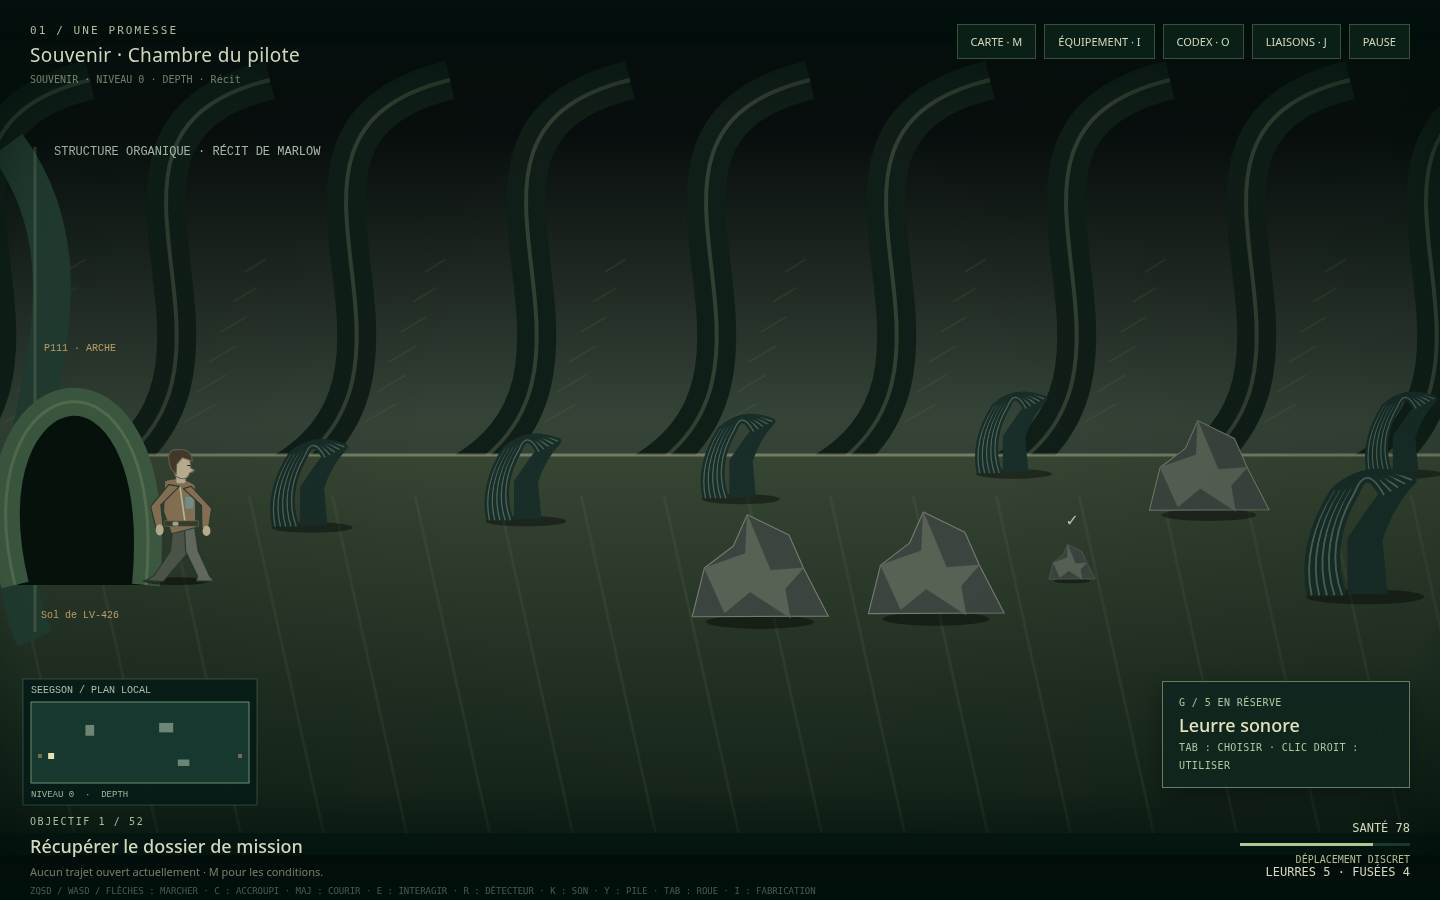 01 / UNE PROMESSE
Souvenir · Chambre du pilote
SOUVENIR · NIVEAU 0 · DEPTH · Récit
CARTE · M
ÉQUIPEMENT · I
CODEX · O
LIAISONS · J
PAUSE
STRUCTURE ORGANIQUE · RÉCIT DE MARLOW
P111 · ARCHE
Sol de LV-426
✓
SEEGSON / PLAN LOCAL
NIVEAU 0 · DEPTH
G / 5 EN RÉSERVE
Leurre sonore
TAB : CHOISIR · CLIC DROIT :
UTILISER
OBJECTIF 1 / 52
Récupérer le dossier de mission
Aucun trajet ouvert actuellement · M pour les conditions.
ZQSD / WASD / FLÈCHES : MARCHER · C : ACCROUPI · MAJ : COURIR · E : INTERAGIR · R : DÉTECTEUR · K : SON · Y : PILE · TAB : ROUE · I : FABRICATION
SANTÉ 78
DÉPLACEMENT DISCRET
LEURRES 5 · FUSÉES 4